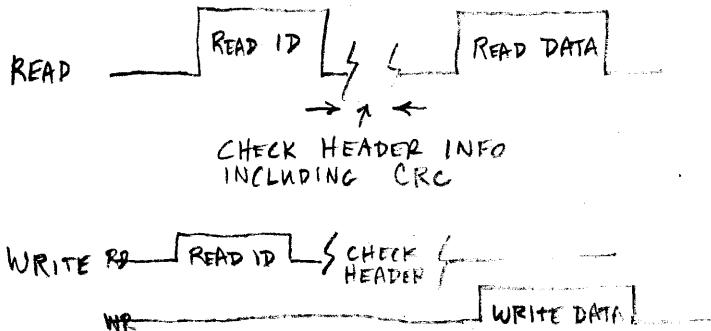 READ ID
READ DATA
READ
CHECK HEADER INFO
INCLUDING CRC
WRITE RD READ ID CHECK
HEADER
WR WRITE DATA